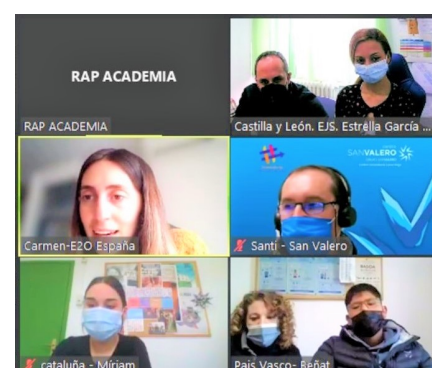 RAP ACADEMIA
RAP ACADEMIA
Castilla y León. EJS. Estrella García ...
Carmen-E2O España
SANVALERO
Santi - San Valero
cataluña - Míriam
Pais Vasco- Beñat